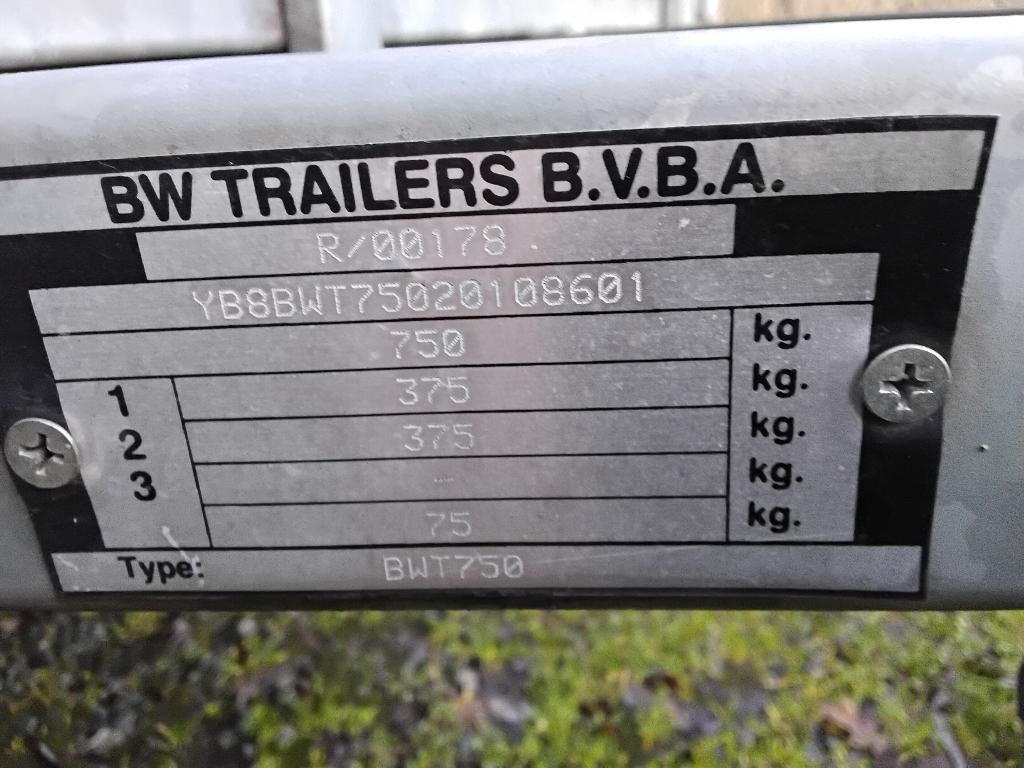 BW TRAILERS B.V.B.A.
R/00178
YB8BWT75020108601
750 kg.
1 375 kg.
2 375 kg.
3 -- kg.
75 kg.
Type: BWT750